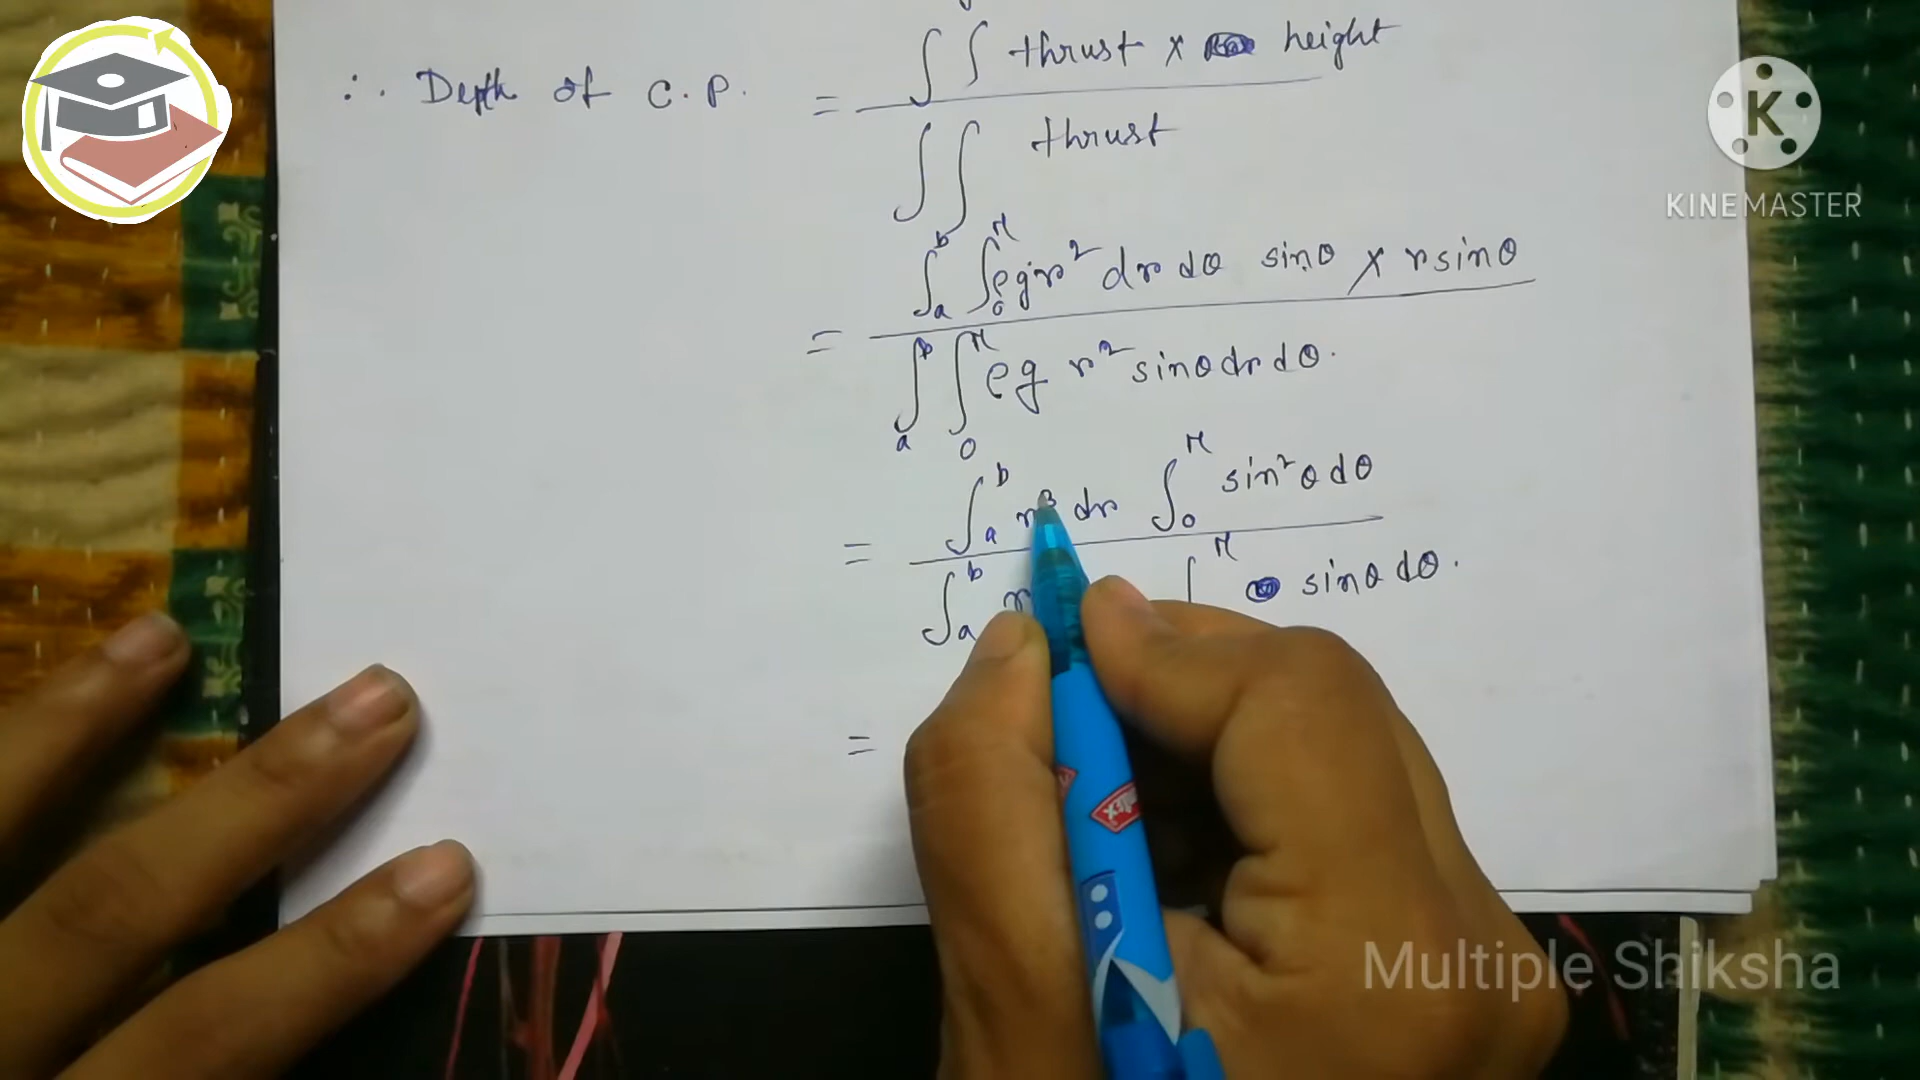 ∴ Depth of C.P. = ∫∫ thrust × height / ∫∫ thrust
= ∫_a^b ∫_0^π ρgr² dr dθ sinθ × r sinθ / ∫_a^b ∫_0^π ρg r² sinθ dr dθ.
= ∫_a^b r³ dr ∫_0^π sin²θ dθ / ∫_a^b r ∫^π sinθ dθ.
=
K
KINEMASTER
Multiple Shiksha